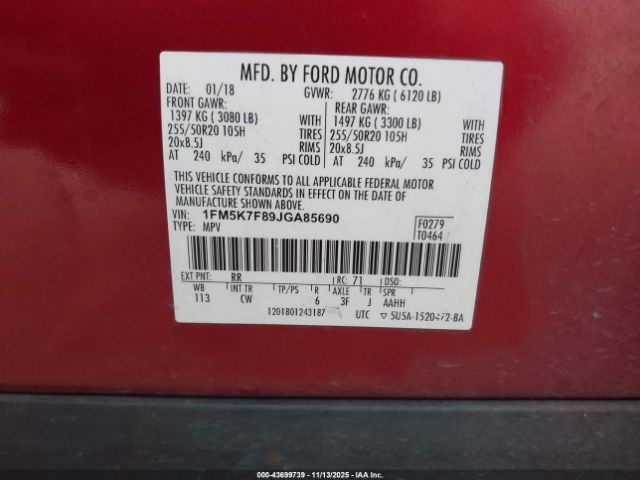 MFD. BY FORD MOTOR CO.
DATE: 01/18 GVWR: 2776 KG ( 6120 LB)
FRONT GAWR: REAR GAWR:
1397 KG ( 3080 LB) WITH 1497 KG ( 3300 LB) WITH
255/50R20 105H TIRES 255/50R20 105H TIRES
20x8.5J RIMS 20x8.5J RIMS
AT 240 kPa/ 35 PSI COLD AT 240 kPa/ 35 PSI COLD
THIS VEHICLE CONFORMS TO ALL APPLICABLE FEDERAL MOTOR
VEHICLE SAFETY STANDARDS IN EFFECT ON THE DATE OF
MANUFACTURE SHOWN ABOVE.
VIN: 1FM5K7F89JGA85690 F0279
TYPE: MPV T0464
EXT PNT: RR RC: 71 DSO:
WB INT TR TP/PS R AXLE TR SPR
113 CW 6 3F J AAHH
1201801243187 UTC ▽ 5U5A-1520472-BA
000-43699739 - 11/13/2025 - IAA, Inc.